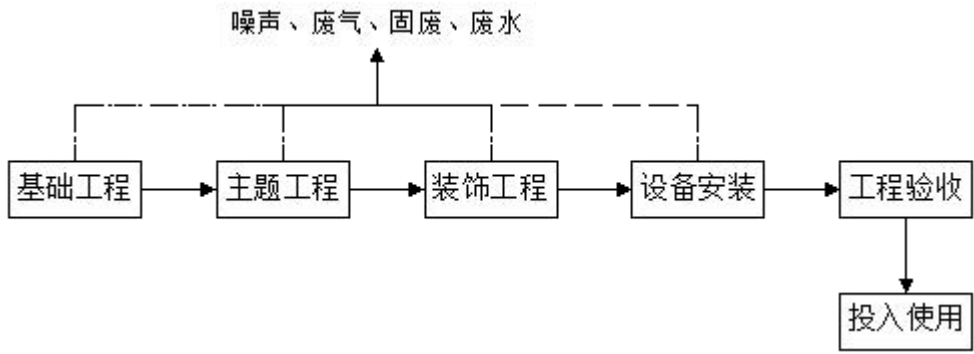 噪声、废气、固废、废水
基础工程
主题工程
装饰工程
设备安装
工程验收
投入使用